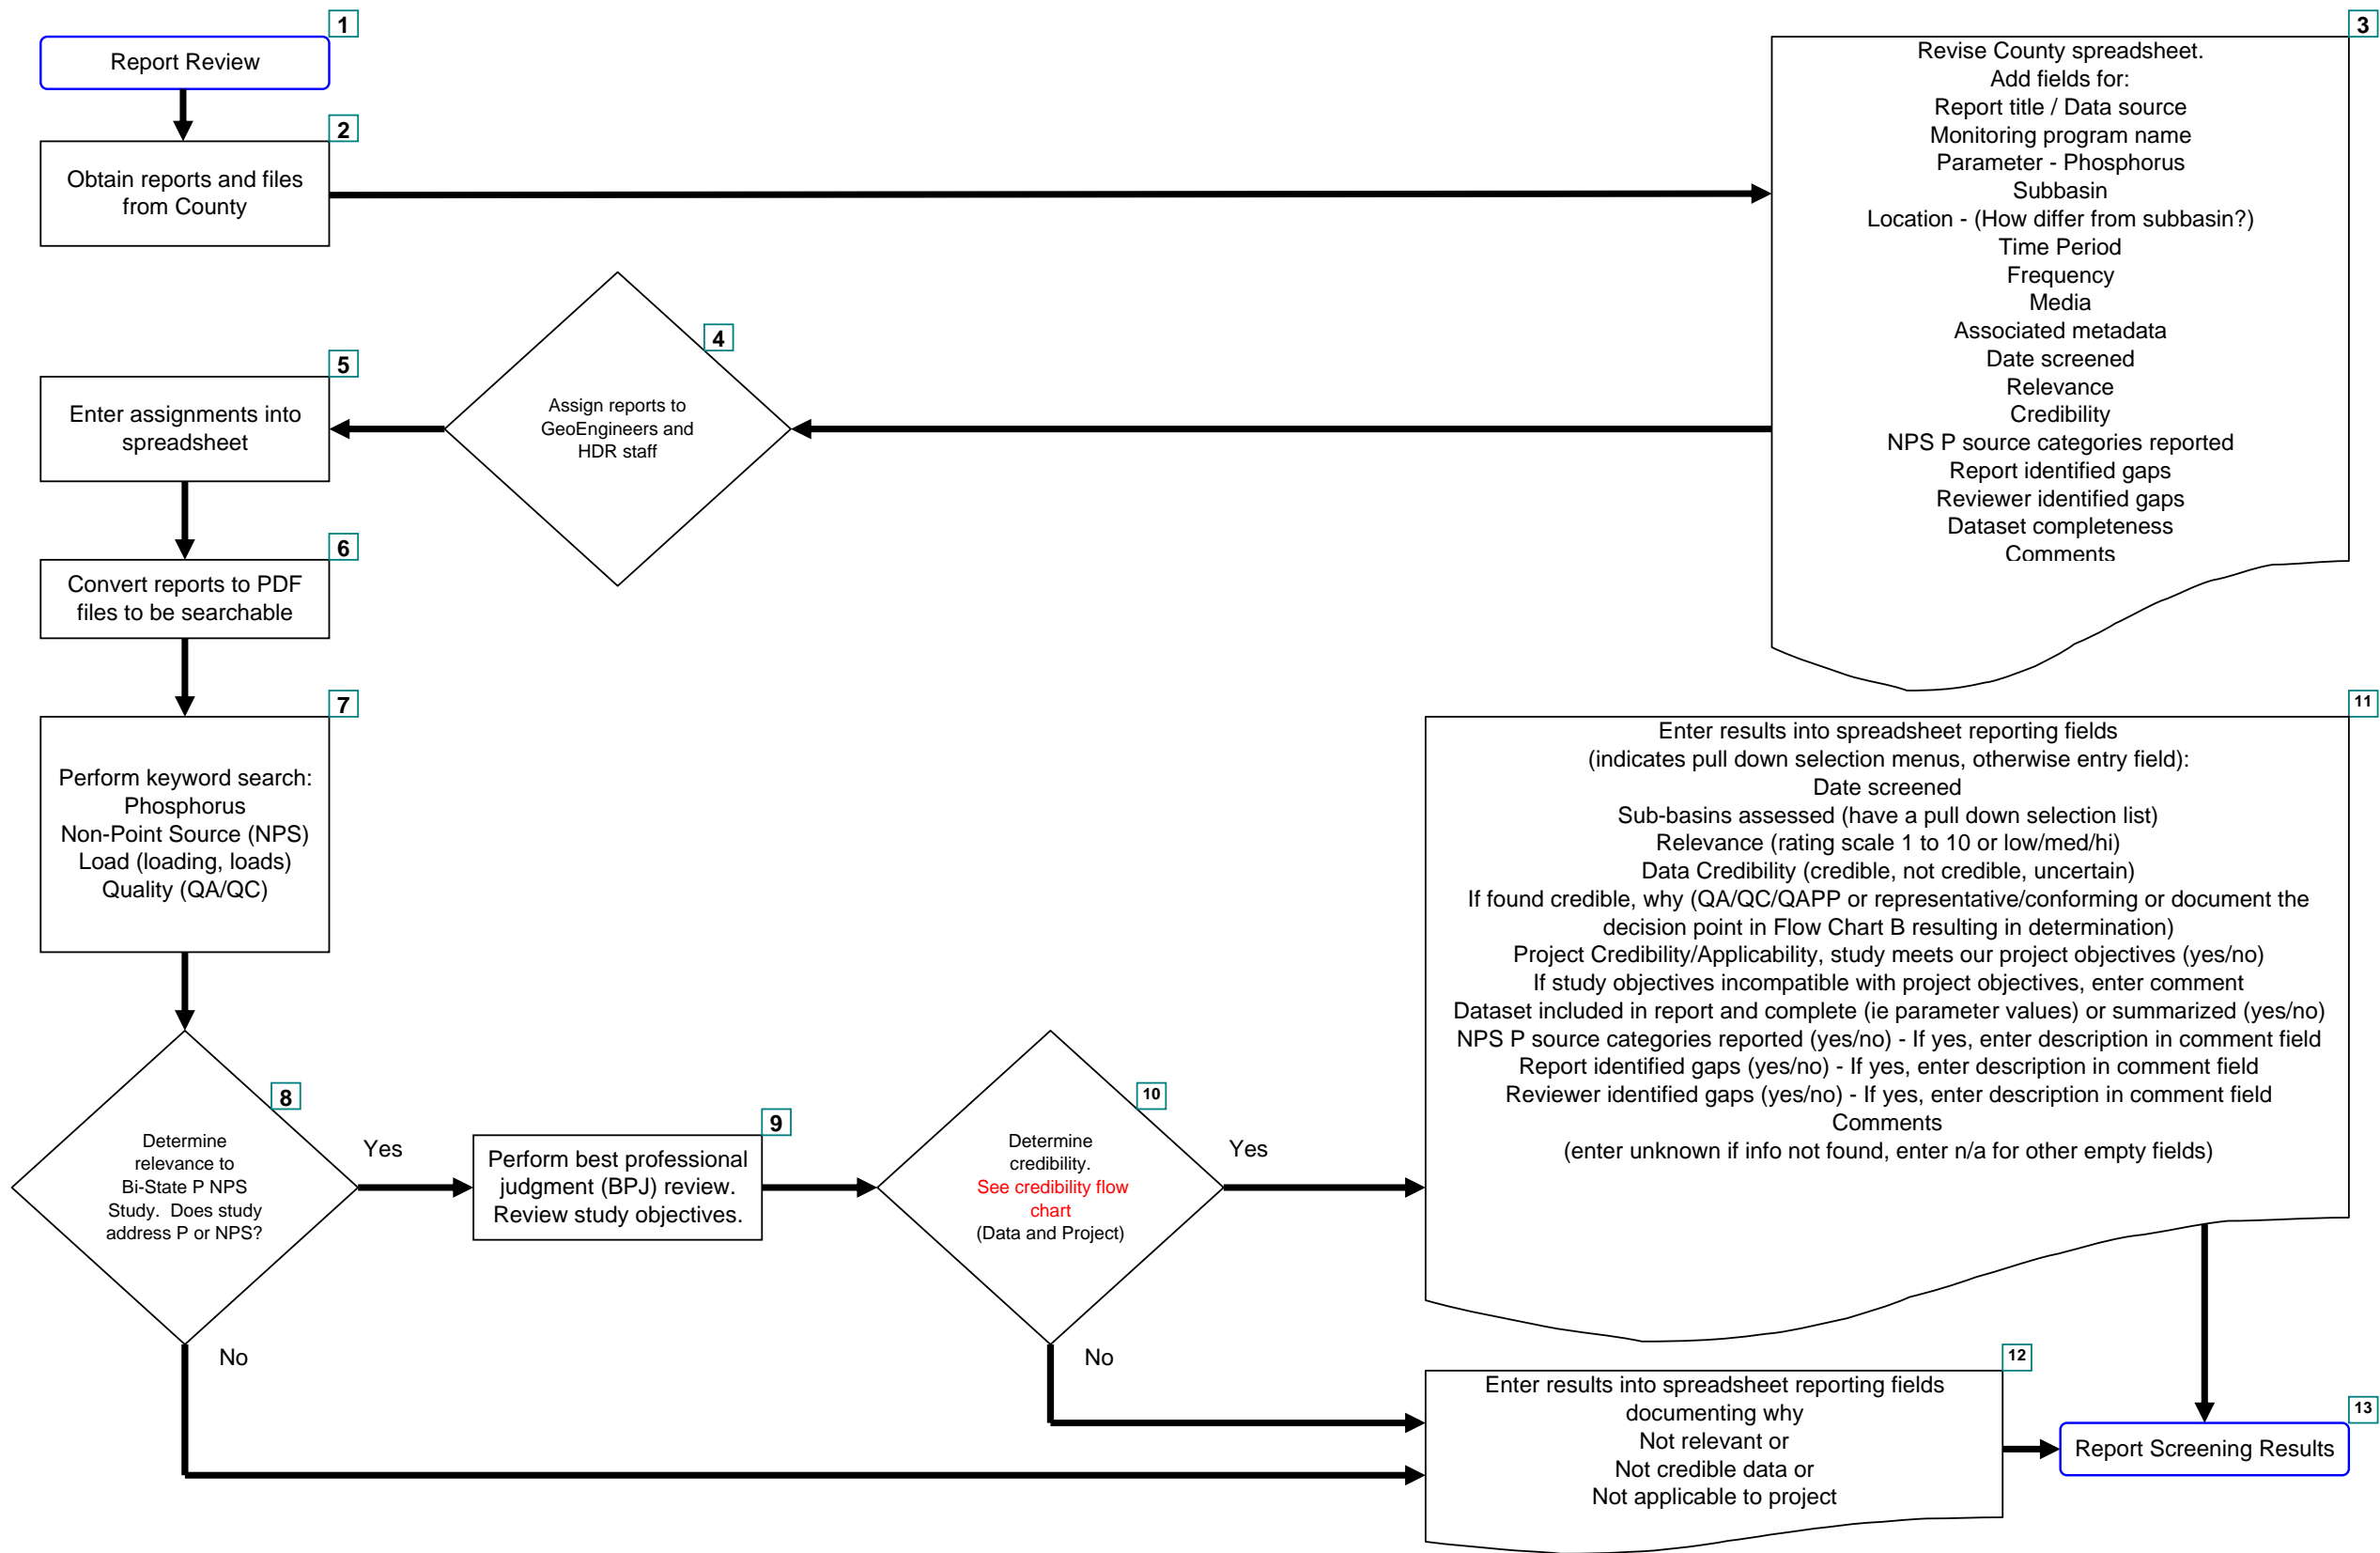 1
Report Review
2
Obtain reports and files
from County
3
Revise County spreadsheet.
Add fields for:
Report title / Data source
Monitoring program name
Parameter - Phosphorus
Subbasin
Location - (How differ from subbasin?)
Time Period
Frequency
Media
Associated metadata
Date screened
Relevance
Credibility
NPS P source categories reported
Report identified gaps
Reviewer identified gaps
Dataset completeness
Comments
4
Assign reports to
GeoEngineers and
HDR staff
5
Enter assignments into
spreadsheet
6
Convert reports to PDF
files to be searchable
7
Perform keyword search:
Phosphorus
Non-Point Source (NPS)
Load (loading, loads)
Quality (QA/QC)
8
Determine
relevance to
Bi-State P NPS
Study.  Does study
address P or NPS?
Yes
No
9
Perform best professional
judgment (BPJ) review.
Review study objectives.
10
Determine
credibility.
See credibility flow
chart
(Data and Project)
Yes
No
11
Enter results into spreadsheet reporting fields
(indicates pull down selection menus, otherwise entry field):
Date screened
Sub-basins assessed (have a pull down selection list)
Relevance (rating scale 1 to 10 or low/med/hi)
Data Credibility (credible, not credible, uncertain)
If found credible, why (QA/QC/QAPP or representative/conforming or document the
decision point in Flow Chart B resulting in determination)
Project Credibility/Applicability, study meets our project objectives (yes/no)
If study objectives incompatible with project objectives, enter comment
Dataset included in report and complete (ie parameter values) or summarized (yes/no)
NPS P source categories reported (yes/no) - If yes, enter description in comment field
Report identified gaps (yes/no) - If yes, enter description in comment field
Reviewer identified gaps (yes/no) - If yes, enter description in comment field
Comments
(enter unknown if info not found, enter n/a for other empty fields)
12
Enter results into spreadsheet reporting fields
documenting why
Not relevant or
Not credible data or
Not applicable to project
13
Report Screening Results